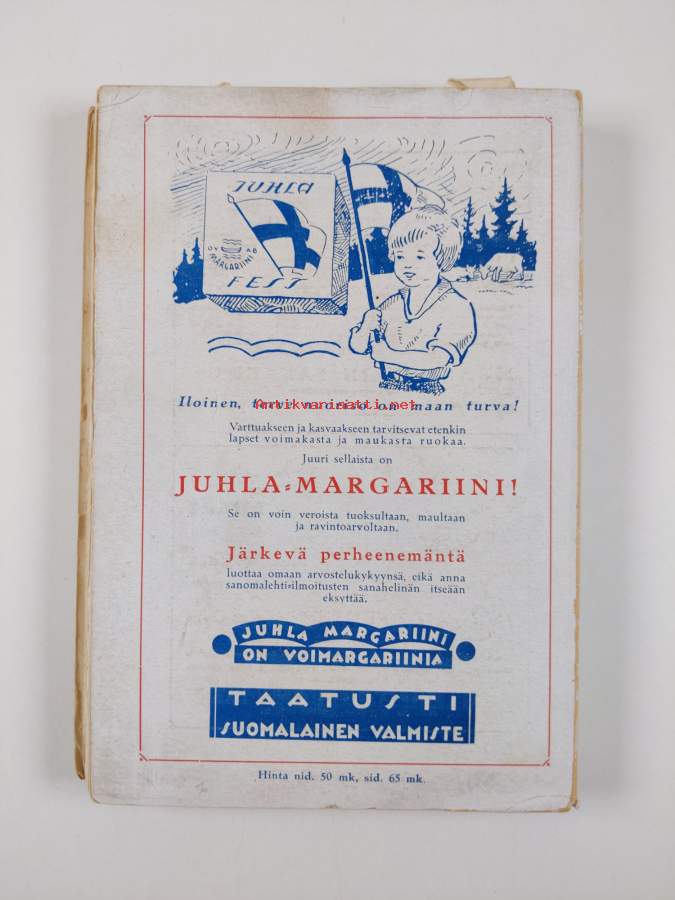 JUHLA
OY AB
MARGARIINI
FEST
Iloinen, terve nuoriso on maan turva!
Antikvariaatti.net
Varttuakseen ja kasvaakseen tarvitsevat etenkin
lapset voimakasta ja maukasta ruokaa.
Juuri sellaista on
JUHLA-MARGARIINI!
Se on voin veroista tuoksultaan, maultaan
ja ravintoarvoltaan.
Järkevä perheenemäntä
luottaa omaan arvostelukykyynsä, eikä anna
sanomalehti-ilmoitusten sanahelinän itseään
eksyttää.
JUHLA MARGARIINI
ON VOIMARGARIINIA
TAATUSTI
SUOMALAINEN VALMISTE
Hinta nid. 50 mk, sid. 65 mk.